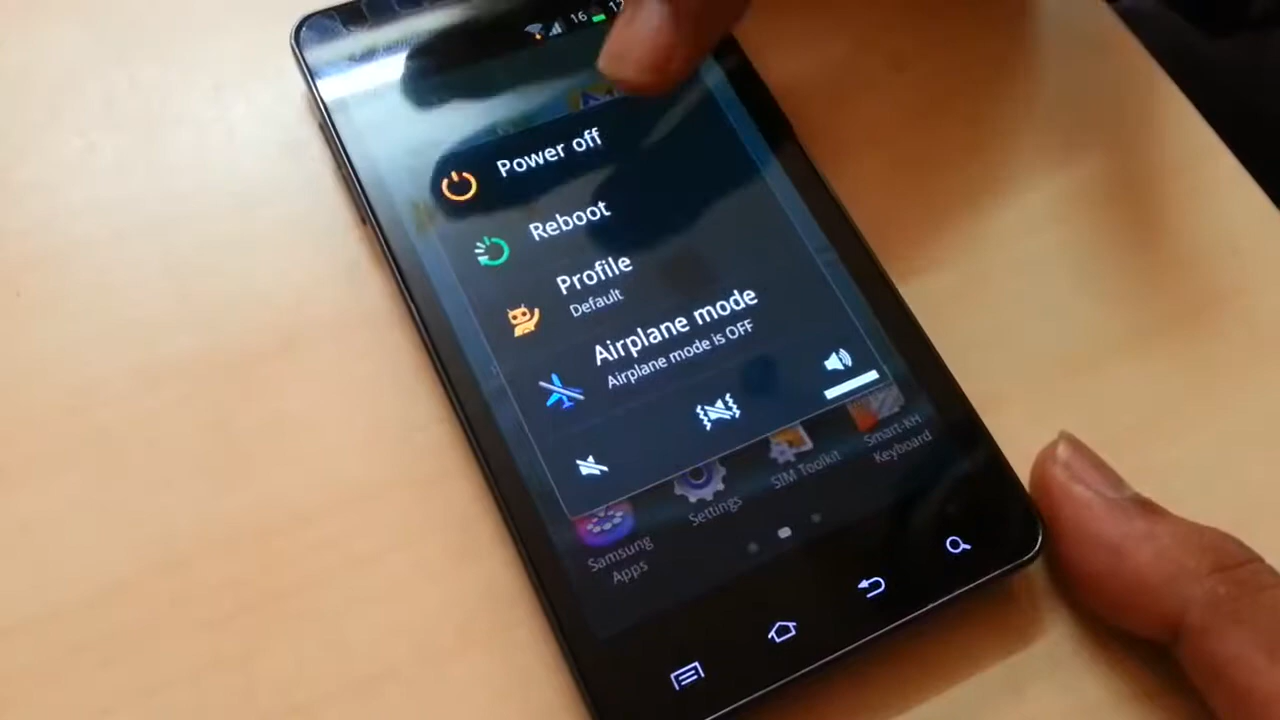 16
Power off
Reboot
Profile
Default
Airplane mode
Airplane mode is OFF
Smart-KH
Keyboard
SIM Toolkit
Settings
Samsung
Apps